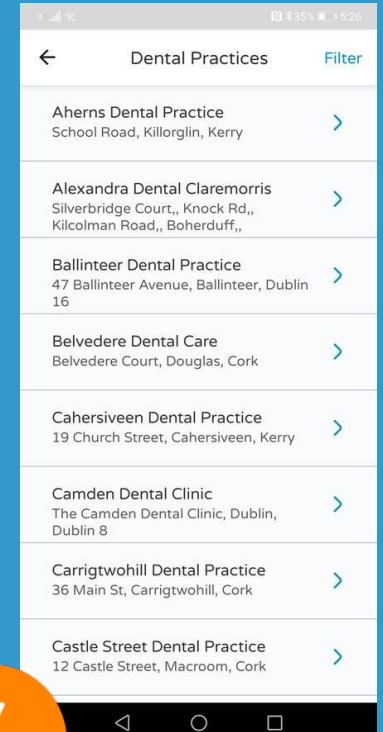 3 35% 5:26
Dental Practices Filter
Aherns Dental Practice
School Road, Killorglin, Kerry
Alexandra Dental Claremorris
Silverbridge Court,, Knock Rd,,
Kilcolman Road,, Boherduff,,
Ballinteer Dental Practice
47 Ballinteer Avenue, Ballinteer, Dublin
16
Belvedere Dental Care
Belvedere Court, Douglas, Cork
Cahersiveen Dental Practice
19 Church Street, Cahersiveen, Kerry
Camden Dental Clinic
The Camden Dental Clinic, Dublin,
Dublin 8
Carrigtwohill Dental Practice
36 Main St, Carrigtwohill, Cork
Castle Street Dental Practice
12 Castle Street, Macroom, Cork